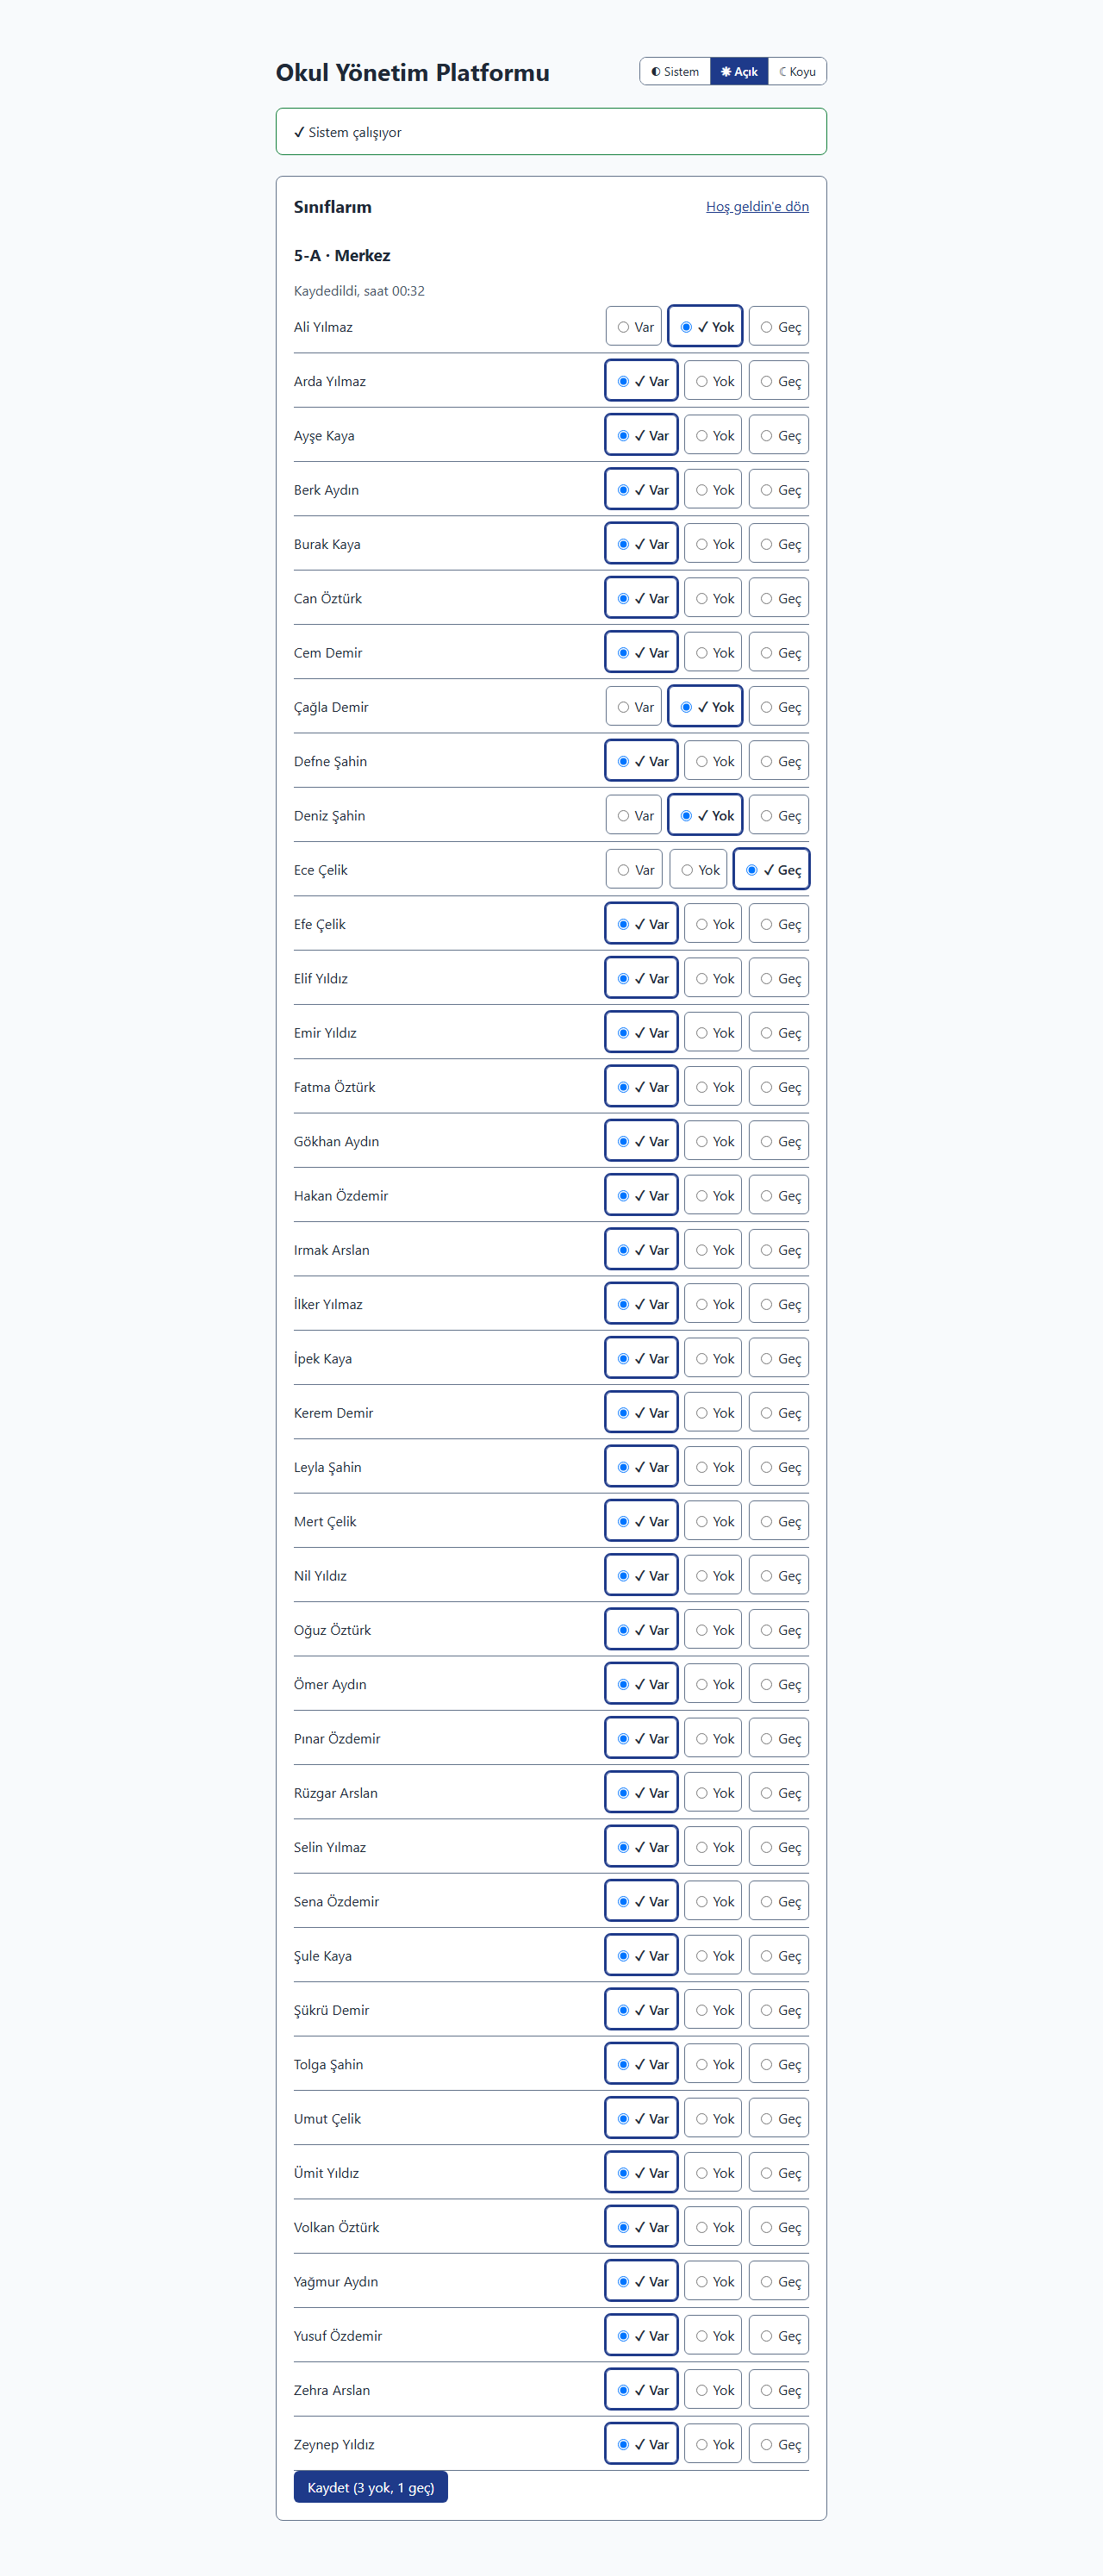 Okul Yönetim Platformu
◐ Sistem ☀ Açık ☾ Koyu
✓ Sistem çalışıyor
Sınıflarım Hoş geldin'e dön
5-A · Merkez
Kaydedildi, saat 00:32
Ali Yılmaz Var ✓ Yok Geç
Arda Yılmaz ✓ Var Yok Geç
Ayşe Kaya ✓ Var Yok Geç
Berk Aydın ✓ Var Yok Geç
Burak Kaya ✓ Var Yok Geç
Can Öztürk ✓ Var Yok Geç
Cem Demir ✓ Var Yok Geç
Çağla Demir Var ✓ Yok Geç
Defne Şahin ✓ Var Yok Geç
Deniz Şahin Var ✓ Yok Geç
Ece Çelik Var Yok ✓ Geç
Efe Çelik ✓ Var Yok Geç
Elif Yıldız ✓ Var Yok Geç
Emir Yıldız ✓ Var Yok Geç
Fatma Öztürk ✓ Var Yok Geç
Gökhan Aydın ✓ Var Yok Geç
Hakan Özdemir ✓ Var Yok Geç
Irmak Arslan ✓ Var Yok Geç
İlker Yılmaz ✓ Var Yok Geç
İpek Kaya ✓ Var Yok Geç
Kerem Demir ✓ Var Yok Geç
Leyla Şahin ✓ Var Yok Geç
Mert Çelik ✓ Var Yok Geç
Nil Yıldız ✓ Var Yok Geç
Oğuz Öztürk ✓ Var Yok Geç
Ömer Aydın ✓ Var Yok Geç
Pınar Özdemir ✓ Var Yok Geç
Rüzgar Arslan ✓ Var Yok Geç
Selin Yılmaz ✓ Var Yok Geç
Sena Özdemir ✓ Var Yok Geç
Şule Kaya ✓ Var Yok Geç
Şükrü Demir ✓ Var Yok Geç
Tolga Şahin ✓ Var Yok Geç
Umut Çelik ✓ Var Yok Geç
Ümit Yıldız ✓ Var Yok Geç
Volkan Öztürk ✓ Var Yok Geç
Yağmur Aydın ✓ Var Yok Geç
Yusuf Özdemir ✓ Var Yok Geç
Zehra Arslan ✓ Var Yok Geç
Zeynep Yıldız ✓ Var Yok Geç
Kaydet (3 yok, 1 geç)